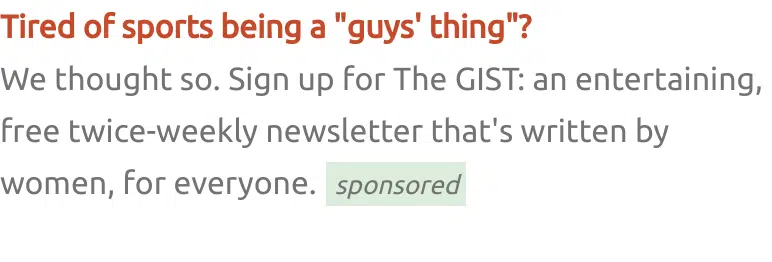 Tired of sports being a "guys' thing"?
We thought so. Sign up for The GIST: an entertaining,
free twice-weekly newsletter that's written by
women, for everyone. sponsored